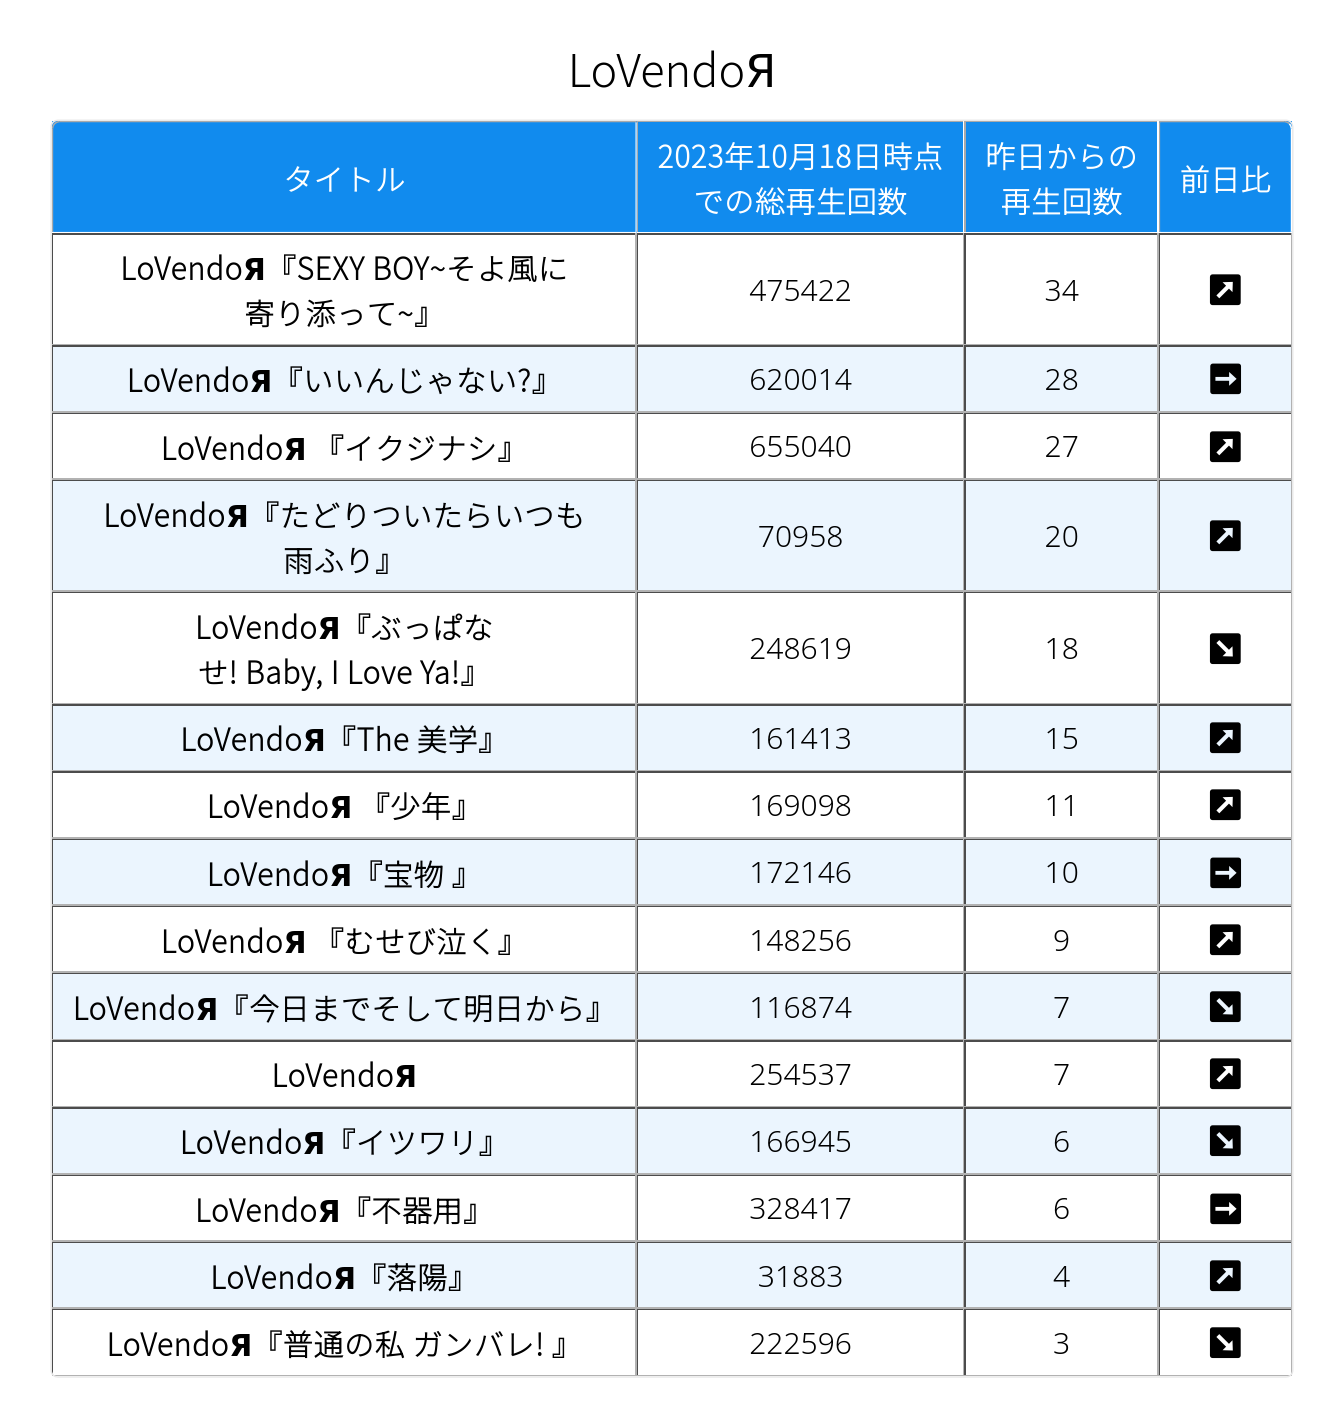 LoVendoЯ
タイトル
2023年10月18日時点
での総再生回数
昨日からの
再生回数
前日比
LoVendoЯ『SEXY BOY~そよ風に
寄り添って~』
475422
34
LoVendoЯ『いいんじゃない?』
620014
28
LoVendoЯ 『イクジナシ』
655040
27
LoVendoЯ『たどりついたらいつも
雨ふり』
70958
20
LoVendoЯ『ぶっぱな
せ! Baby, I Love Ya!』
248619
18
LoVendoЯ『The 美学』
161413
15
LoVendoЯ 『少年』
169098
11
LoVendoЯ『宝物 』
172146
10
LoVendoЯ 『むせび泣く』
148256
9
LoVendoЯ『今日までそして明日から』
116874
7
LoVendoЯ
254537
7
LoVendoЯ『イツワリ』
166945
6
LoVendoЯ『不器用』
328417
6
LoVendoЯ『落陽』
31883
4
LoVendoЯ『普通の私 ガンバレ! 』
222596
3